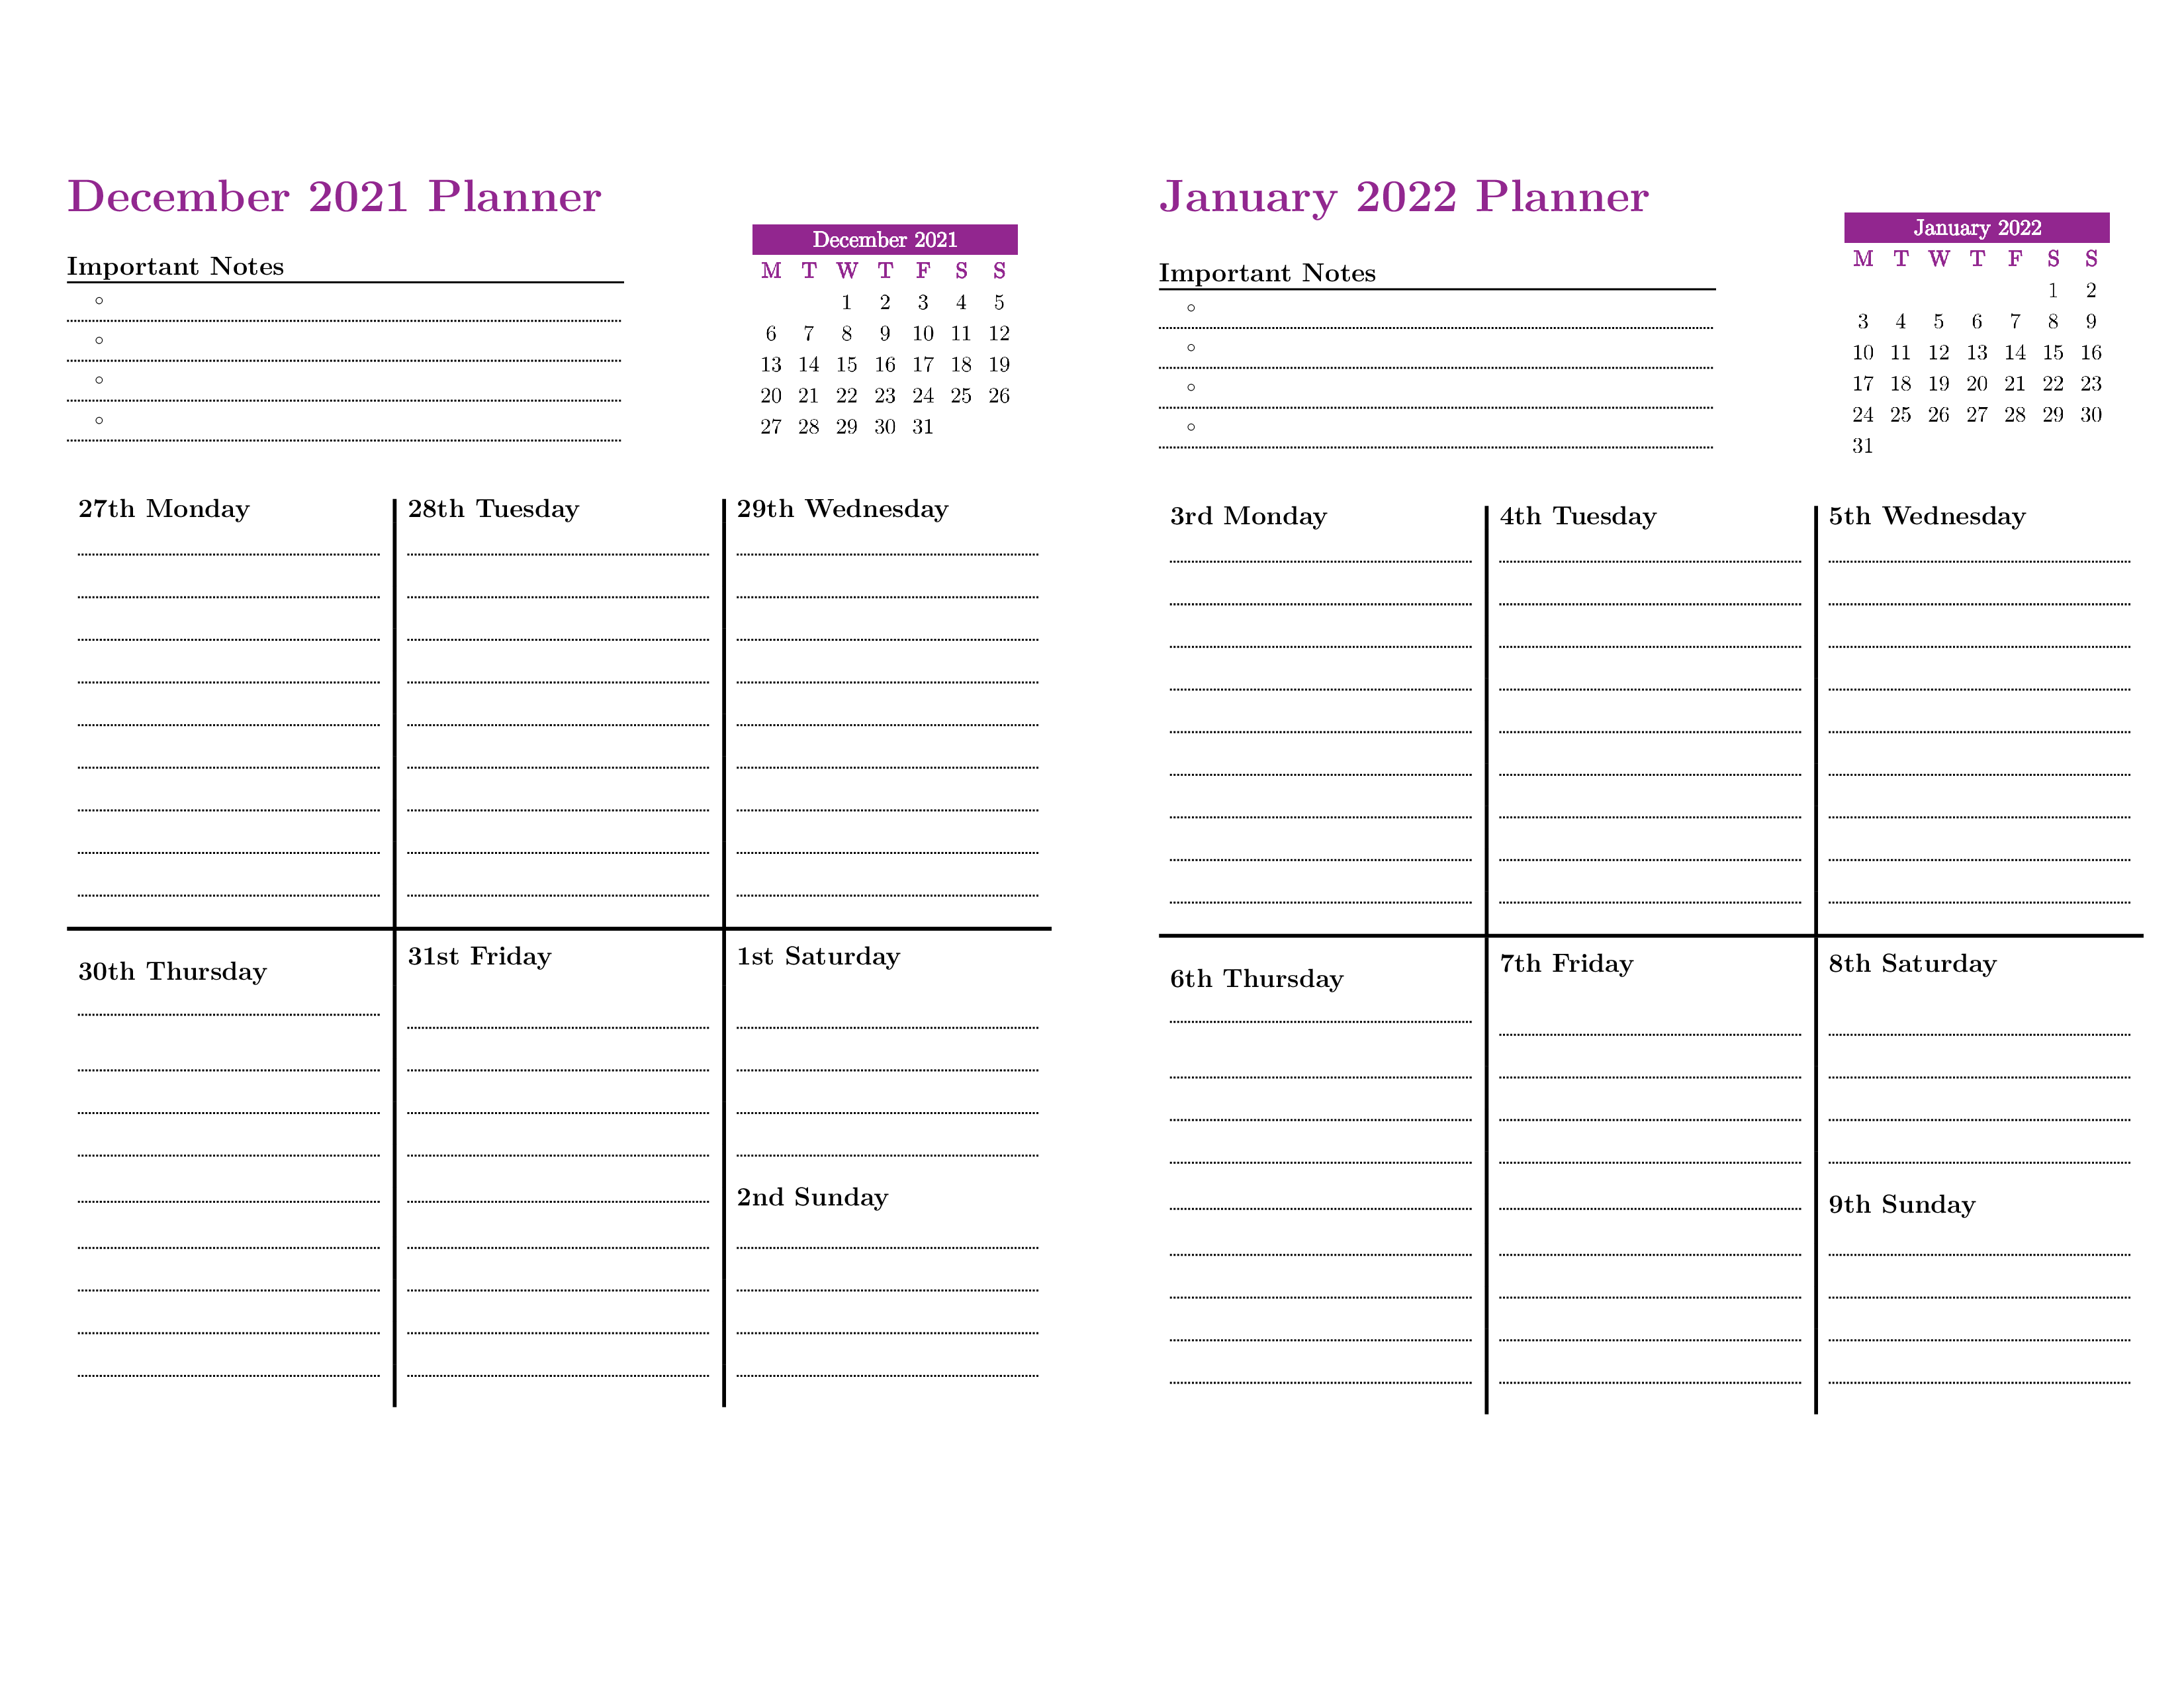 December 2021 Planner
Important Notes
December 2021
M T W T F S S
1 2 3 4 5
6 7 8 9 10 11 12
13 14 15 16 17 18 19
20 21 22 23 24 25 26
27 28 29 30 31
27th Monday
28th Tuesday
29th Wednesday
30th Thursday
31st Friday
1st Saturday
2nd Sunday
January 2022 Planner
Important Notes
January 2022
M T W T F S S
1 2
3 4 5 6 7 8 9
10 11 12 13 14 15 16
17 18 19 20 21 22 23
24 25 26 27 28 29 30
31
3rd Monday
4th Tuesday
5th Wednesday
6th Thursday
7th Friday
8th Saturday
9th Sunday